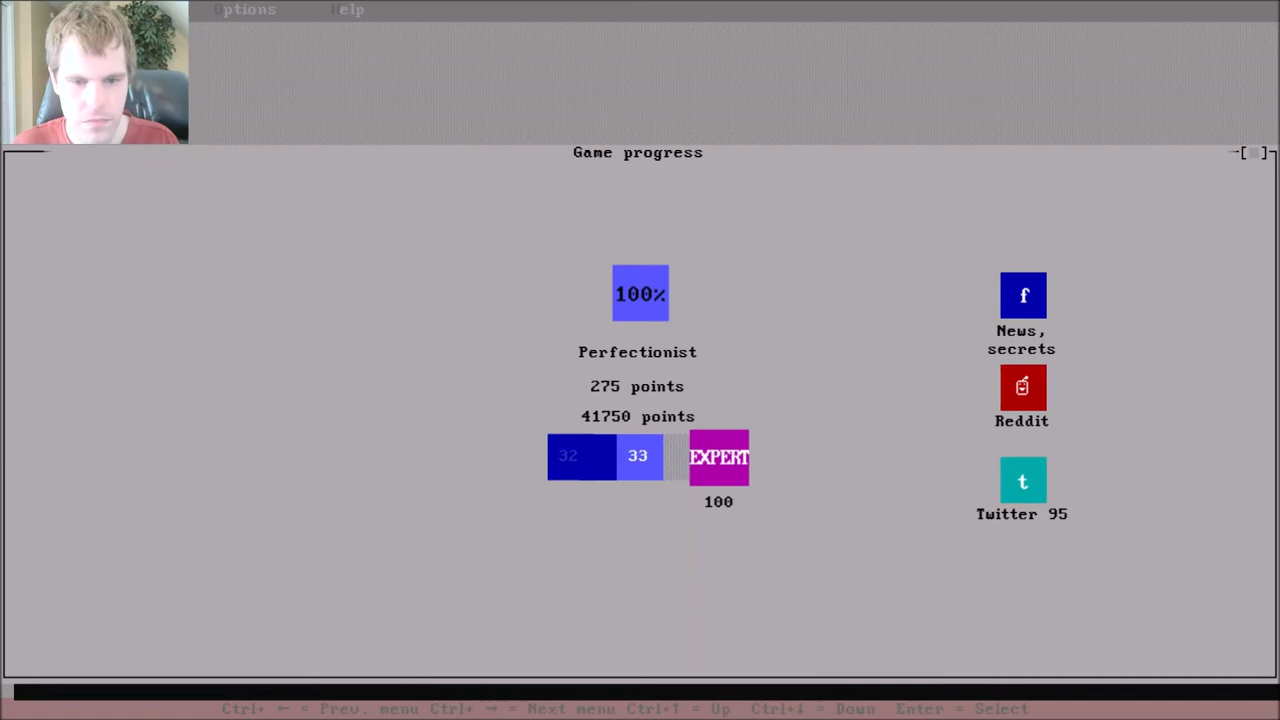 Options Help
Game progress
[ ]
100%
Perfectionist
275 points
41750 points
32 33 EXPERT
100
f
News,
secrets
Reddit
t
Twitter 95
Ctrl+ ← = Prev. menu Ctrl+ → = Next menu Ctrl+↑ = Up Ctrl+↓ = Down Enter = Select